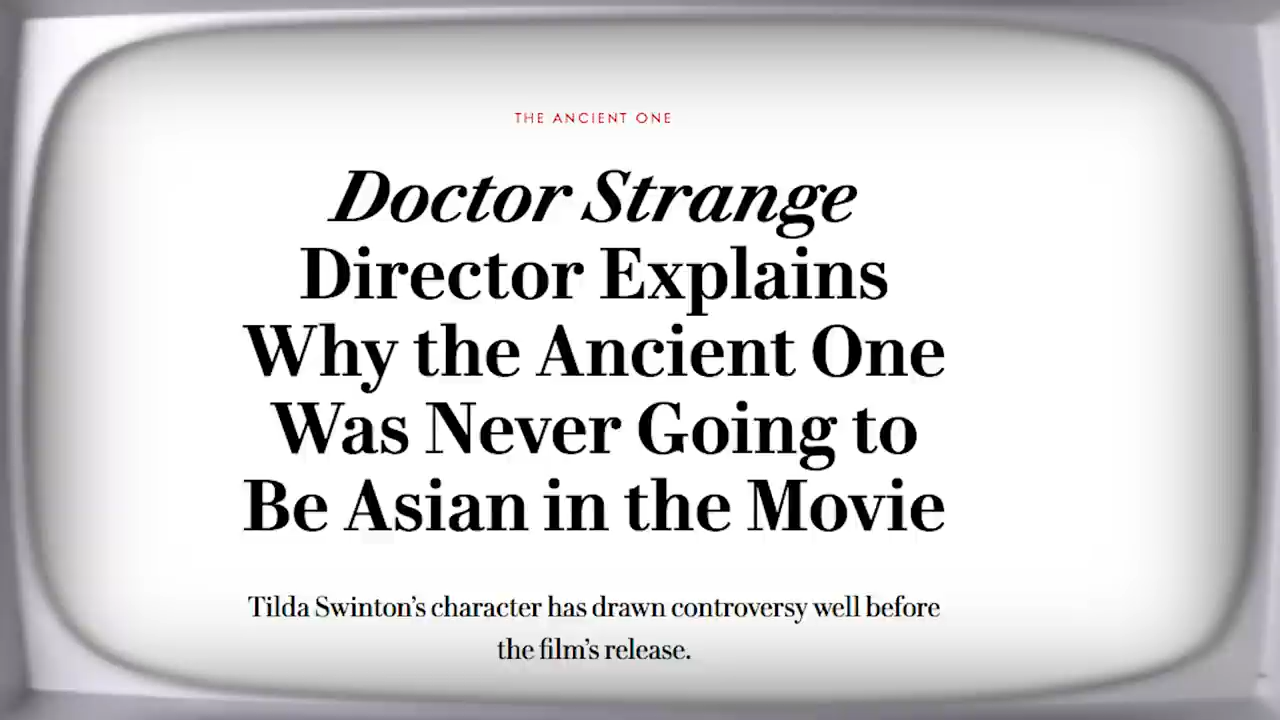 THE ANCIENT ONE
Doctor Strange
Director Explains
Why the Ancient One
Was Never Going to
Be Asian in the Movie
Tilda Swinton’s character has drawn controversy well before
the film’s release.